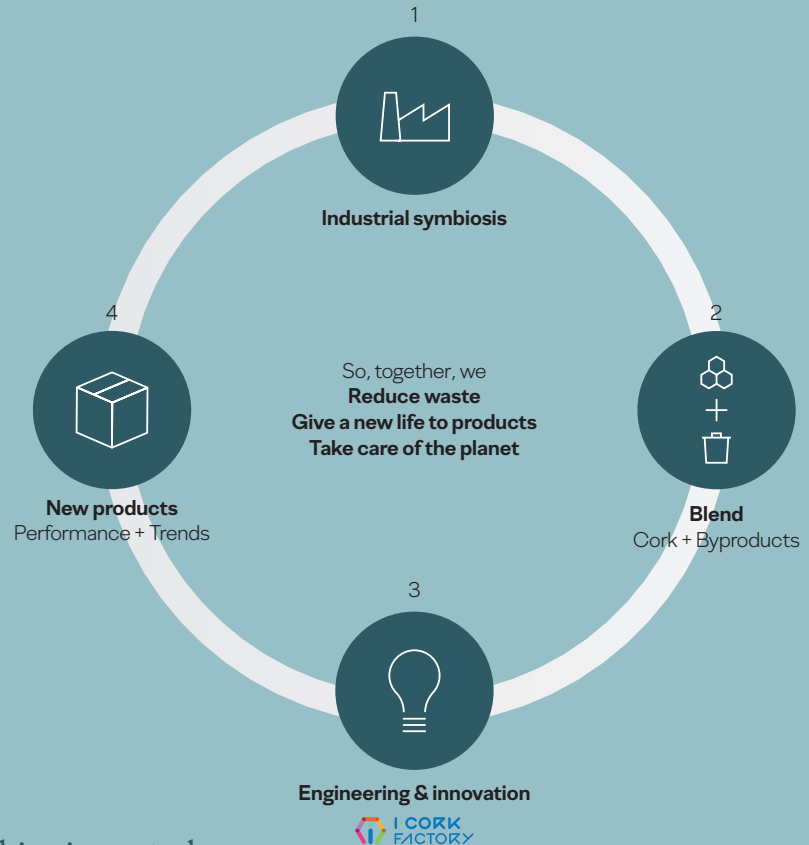 1
Industrial symbiosis
4
2
So, together, we
Reduce waste
Give a new life to products
Take care of the planet
New products
Performance + Trends
Blend
Cork + Byproducts
3
Engineering & innovation
I CORK
FACTORY